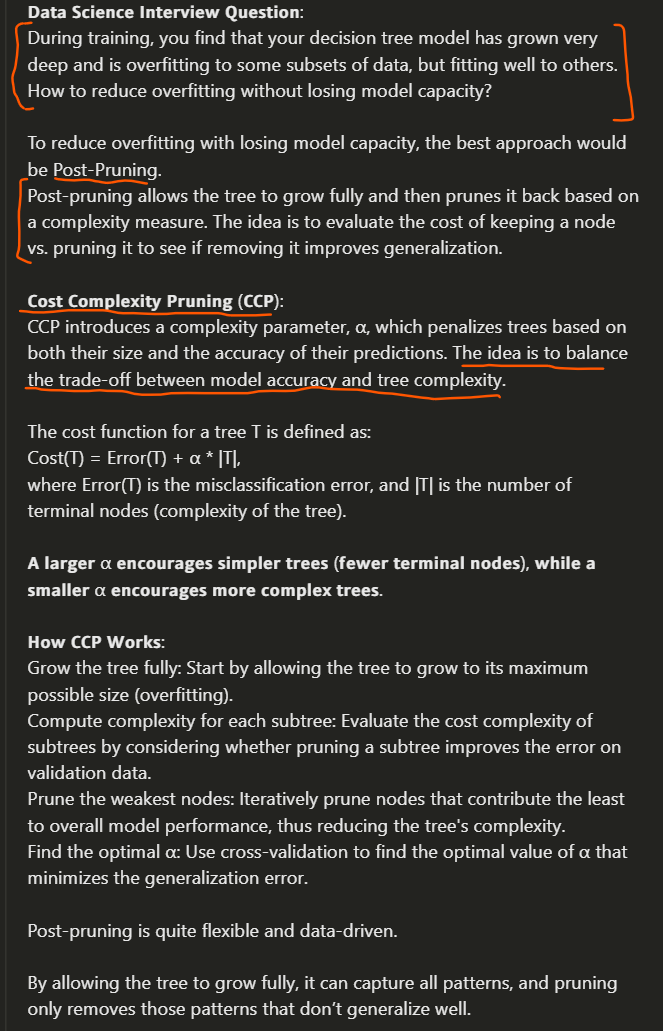 Data Science Interview Question:
During training, you find that your decision tree model has grown very
deep and is overfitting to some subsets of data, but fitting well to others.
How to reduce overfitting without losing model capacity?
To reduce overfitting with losing model capacity, the best approach would
be Post-Pruning.
Post-pruning allows the tree to grow fully and then prunes it back based on
a complexity measure. The idea is to evaluate the cost of keeping a node
vs. pruning it to see if removing it improves generalization.
Cost Complexity Pruning (CCP):
CCP introduces a complexity parameter, α, which penalizes trees based on
both their size and the accuracy of their predictions. The idea is to balance
the trade-off between model accuracy and tree complexity.
The cost function for a tree T is defined as:
Cost(T) = Error(T) + α * |T|,
where Error(T) is the misclassification error, and |T| is the number of
terminal nodes (complexity of the tree).
A larger α encourages simpler trees (fewer terminal nodes), while a
smaller α encourages more complex trees.
How CCP Works:
Grow the tree fully: Start by allowing the tree to grow to its maximum
possible size (overfitting).
Compute complexity for each subtree: Evaluate the cost complexity of
subtrees by considering whether pruning a subtree improves the error on
validation data.
Prune the weakest nodes: Iteratively prune nodes that contribute the least
to overall model performance, thus reducing the tree's complexity.
Find the optimal α: Use cross-validation to find the optimal value of α that
minimizes the generalization error.
Post-pruning is quite flexible and data-driven.
By allowing the tree to grow fully, it can capture all patterns, and pruning
only removes those patterns that don't generalize well.